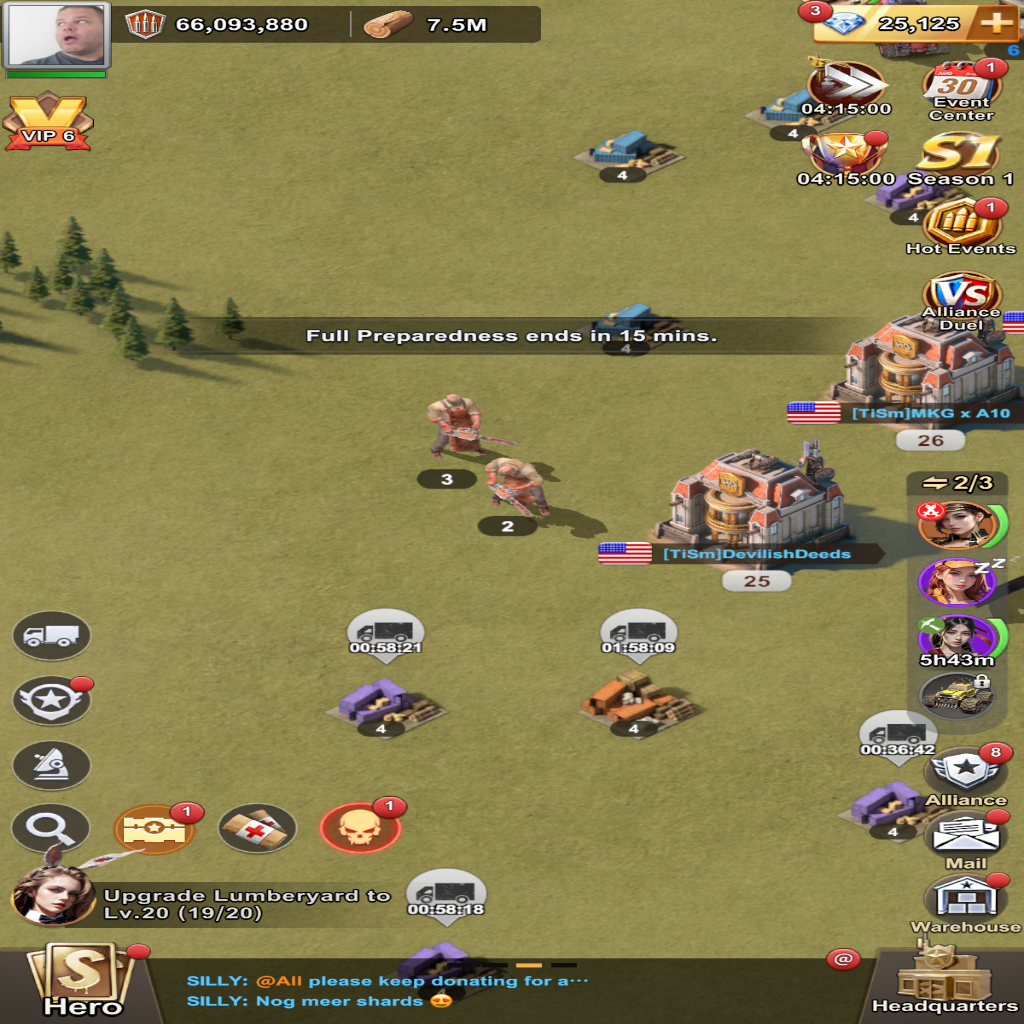 66,093,880
7.5M
3
25,125
6
VIP 6
04:15:00
AUG
30
1
Event
Center
4
4
04:15:00
S1
Season 1
4
1
Hot Events
VS
Alliance
Duel
Full Preparedness ends in 15 mins.
4
[TiSm]MKG x A10
26
3
2
2/3
[TiSm]DevilishDeeds
25
zzz
00:58:21
01:58:09
5h43m
4
4
00:36:42
8
Alliance
4
1
1
Mail
Upgrade Lumberyard to
Lv.20 (19/20)
00:58:18
Warehouse
S
Hero
SILLY: @All please keep donating for a...
SILLY: Nog meer shards 😍
@
Headquarters